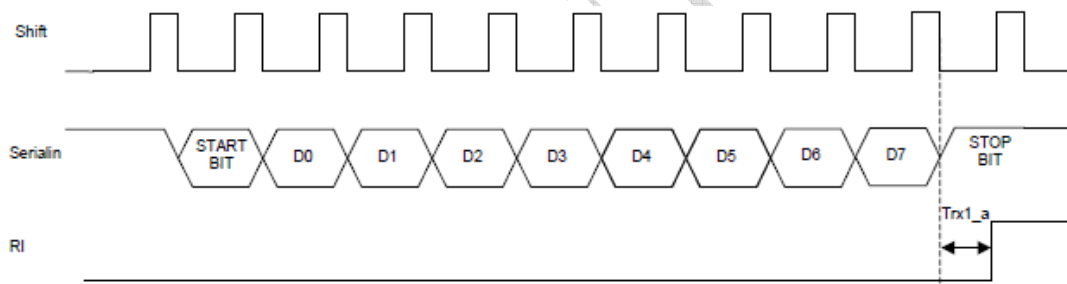 Shift
Serialin
START BIT
D0
D1
D2
D3
D4
D5
D6
D7
STOP BIT
Trx1_a
RI